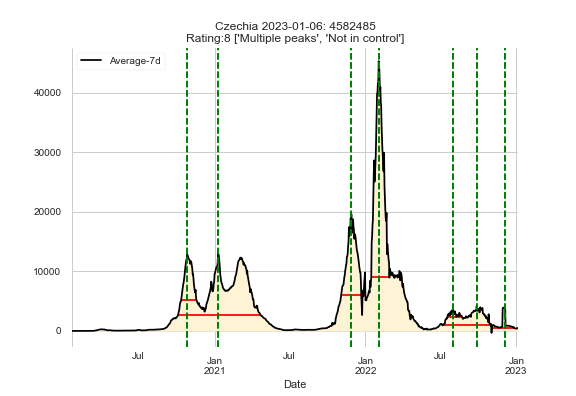 Czechia 2023-01-06: 4582485
Rating:8 ['Multiple peaks', 'Not in control']
Average-7d
40000
30000
20000
10000
0
Jul
Jan
2021
Jul
Jan
2022
Jul
Jan
2023
Date